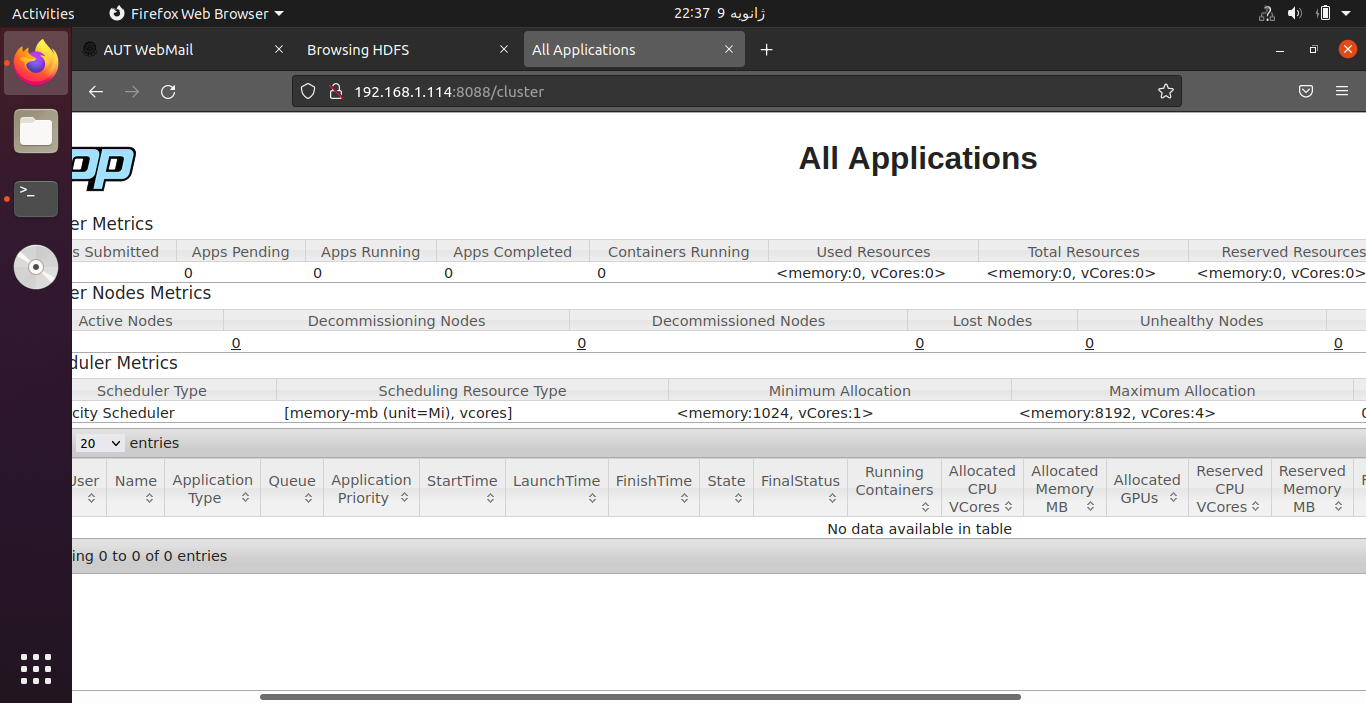 Activities Firefox Web Browser 22:37 9 ژانویه
AUT WebMail Browsing HDFS All Applications
192.168.1.114:8088/cluster
op All Applications
er Metrics
s Submitted Apps Pending Apps Running Apps Completed Containers Running Used Resources Total Resources Reserved Resources
0 0 0 0 <memory:0, vCores:0> <memory:0, vCores:0> <memory:0, vCores:0>
er Nodes Metrics
Active Nodes Decommissioning Nodes Decommissioned Nodes Lost Nodes Unhealthy Nodes
0 0 0 0 0
duler Metrics
Scheduler Type Scheduling Resource Type Minimum Allocation Maximum Allocation
city Scheduler [memory-mb (unit=Mi), vcores] <memory:1024, vCores:1> <memory:8192, vCores:4>
20 entries
User Name Application Type Queue Application Priority StartTime LaunchTime FinishTime State FinalStatus Running Containers Allocated CPU VCores Allocated Memory MB Allocated GPUs Reserved CPU VCores Reserved Memory MB
No data available in table
ing 0 to 0 of 0 entries